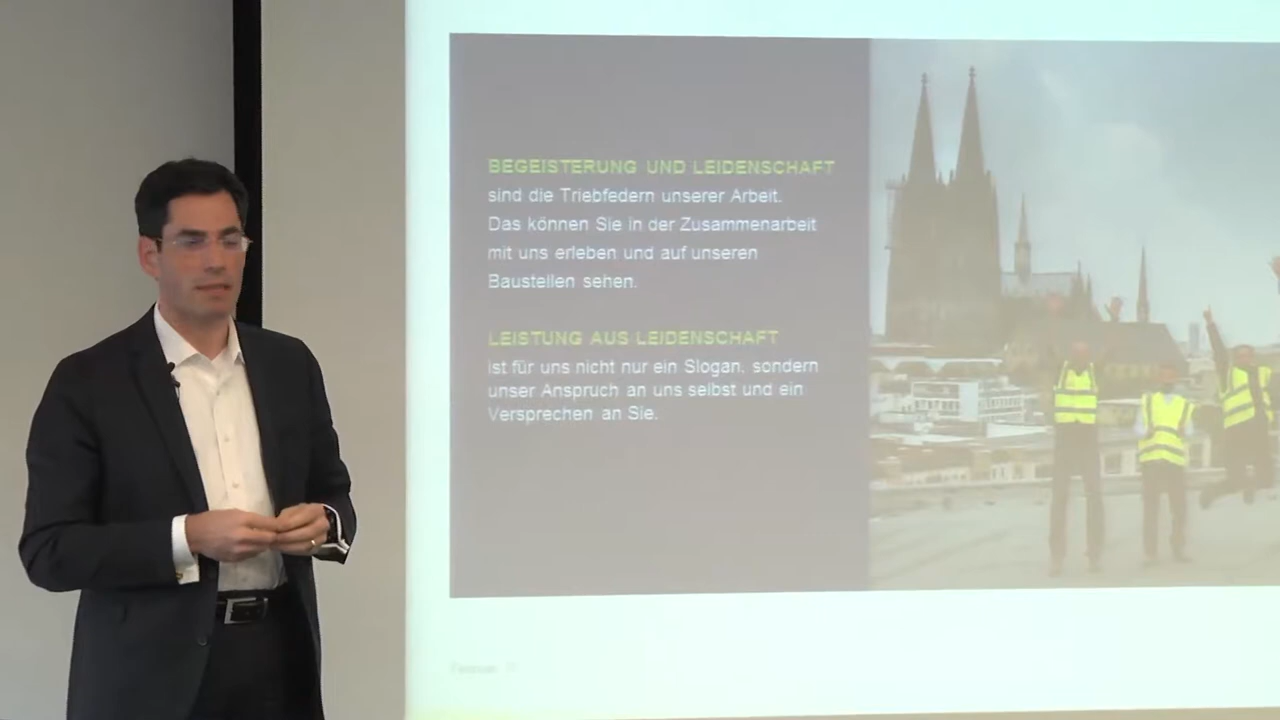 BEGEISTERUNG UND LEIDENSCHAFT
sind die Triebfedern unserer Arbeit.
Das können Sie in der Zusammenarbeit
mit uns erleben und auf unseren
Baustellen sehen.
LEISTUNG AUS LEIDENSCHAFT
ist für uns nicht nur ein Slogan, sondern
unser Anspruch an uns selbst und ein
Versprechen an Sie.